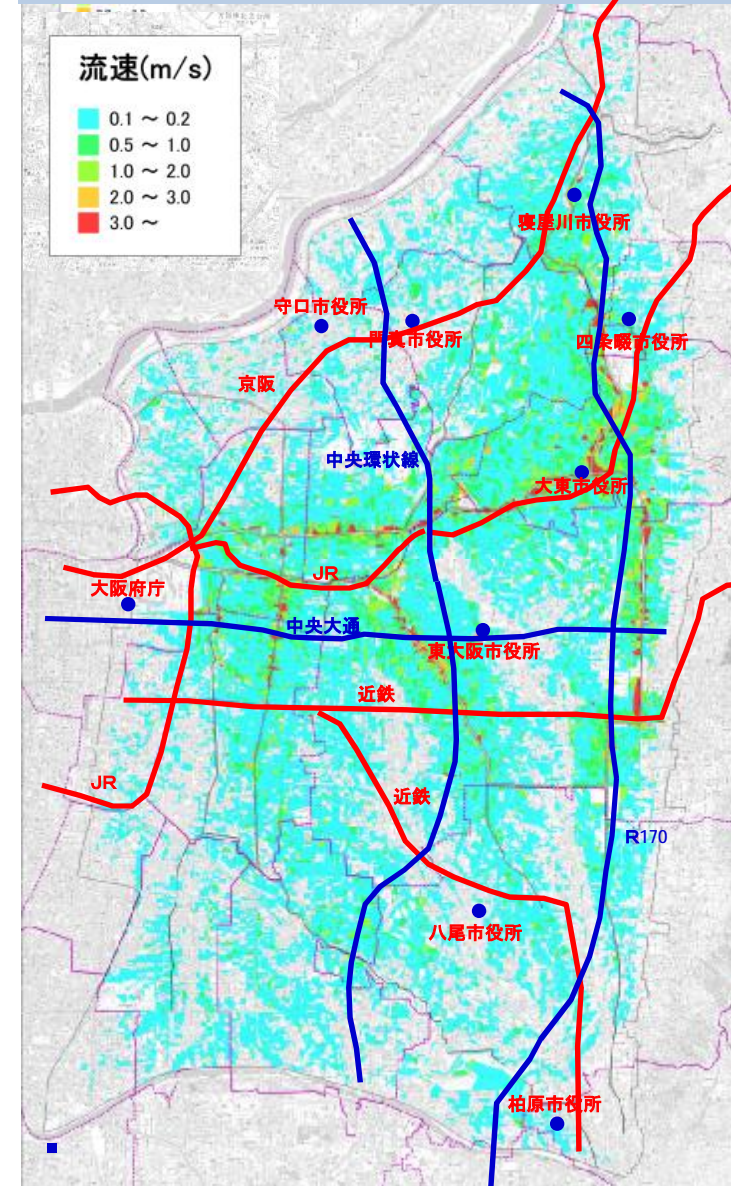 流速(m/s)
0.1 ～ 0.2
0.5 ～ 1.0
1.0 ～ 2.0
2.0 ～ 3.0
3.0 ～
寝屋川市役所
守口市役所
門真市役所
四条畷市役所
京阪
中央環状線
大東市役所
JR
大阪府庁
中央大通
東大阪市役所
近鉄
JR
近鉄
R170
八尾市役所
柏原市役所